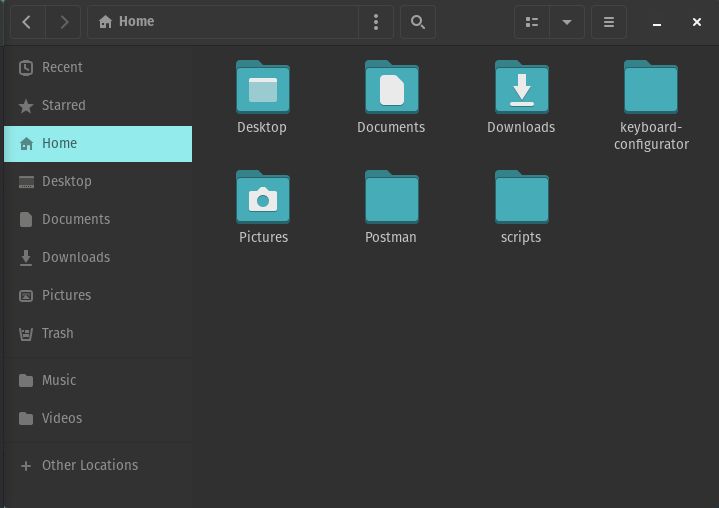 Home
Recent
Starred
Home
Desktop
Documents
Downloads
Pictures
Trash
Music
Videos
Other Locations
Desktop
Documents
Downloads
keyboard-
configurator
Pictures
Postman
scripts